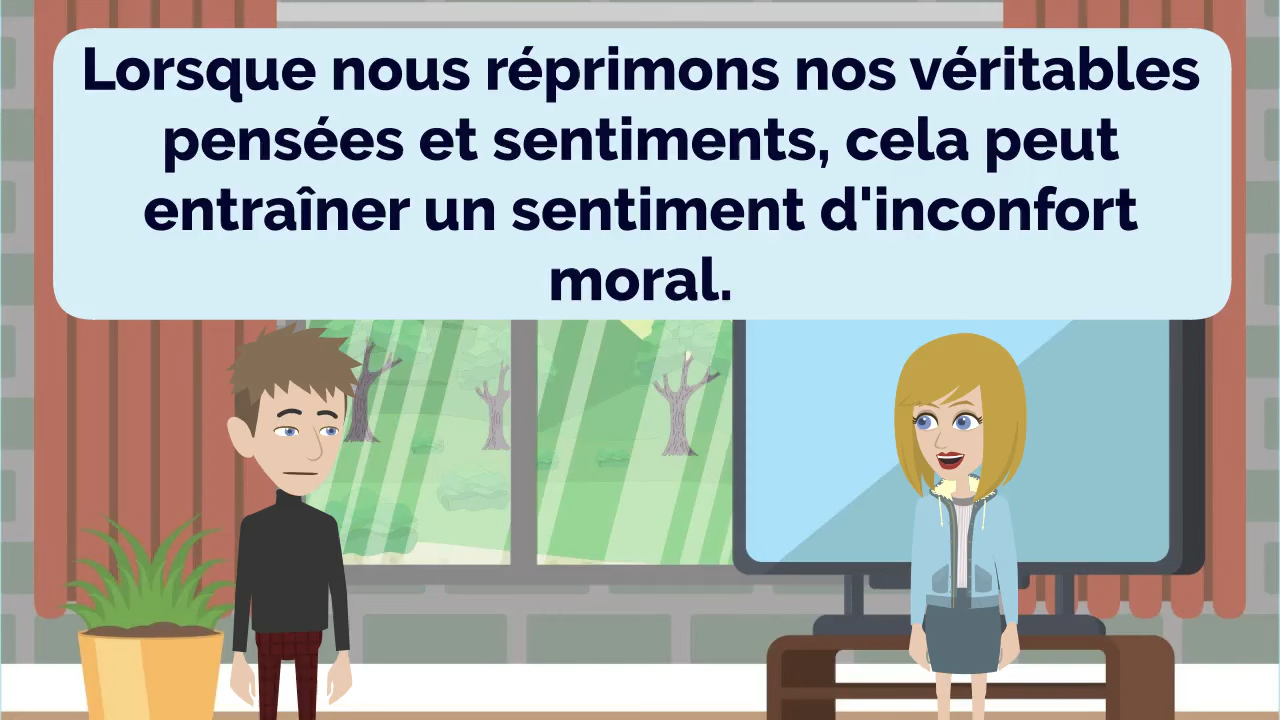 Lorsque nous réprimons nos véritables
pensées et sentiments, cela peut
entraîner un sentiment d'inconfort
moral.